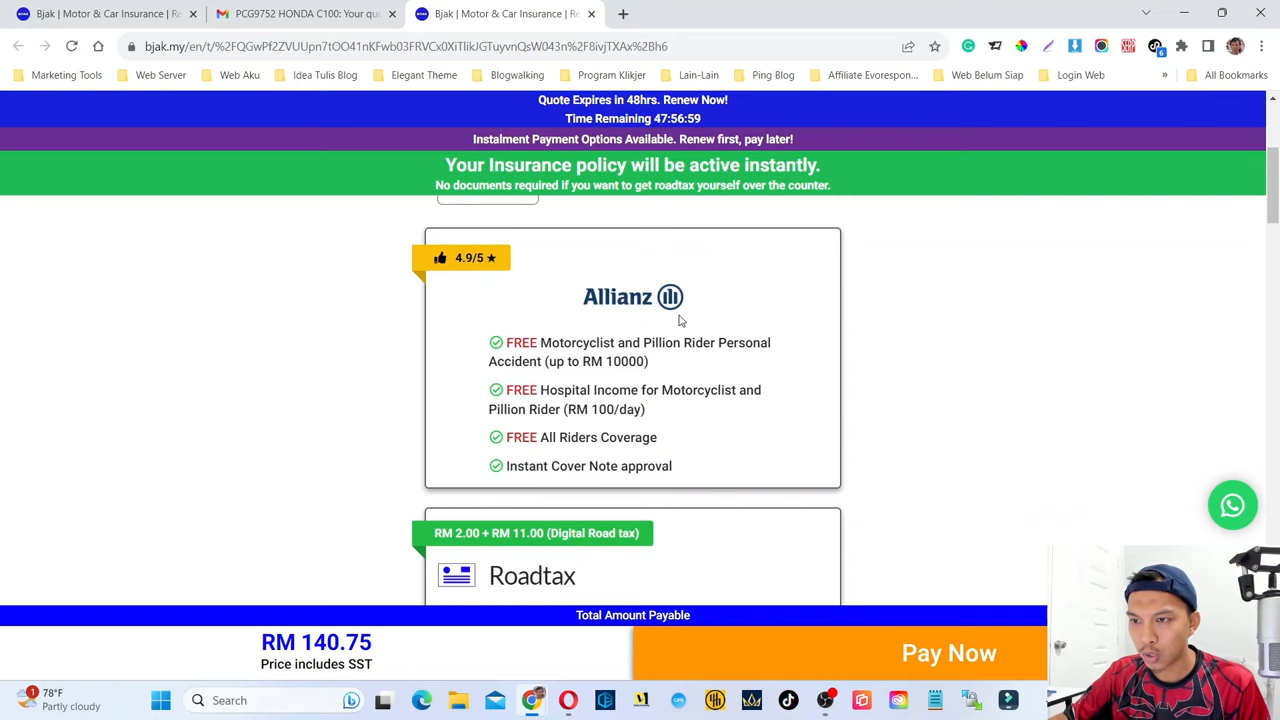 Bjak | Motor & Car Insurance | Re
PCG9752 HONDA C100: Your qu
Bjak | Motor & Car Insurance | Re
bjak.my/en/t/%2FQGwPf2ZVUUpn7tOO41nKFwb03FRVCx0XnTlikJGTuyvnQsW043n%2F8ivjTXAx%2Bh6
6
Marketing Tools
Web Server
Web Aku
Idea Tulis Blog
Elegant Theme
Blogwalking
Program Klikjer
Lain-Lain
Ping Blog
Affiliate Evorespon...
Web Belum Siap
Login Web
»
All Bookmarks
Quote Expires in 48hrs. Renew Now!
Time Remaining 47:56:59
Instalment Payment Options Available. Renew first, pay later!
Your Insurance policy will be active instantly.
No documents required if you want to get roadtax yourself over the counter.
4.9/5 ★
Allianz
FREE Motorcyclist and Pillion Rider Personal
Accident (up to RM 10000)
FREE Hospital Income for Motorcyclist and
Pillion Rider (RM 100/day)
FREE All Riders Coverage
Instant Cover Note approval
RM 2.00 + RM 11.00 (Digital Road tax)
Roadtax
Total Amount Payable
RM 140.75
Price includes SST
Pay Now
1
78°F
Partly cloudy
Search